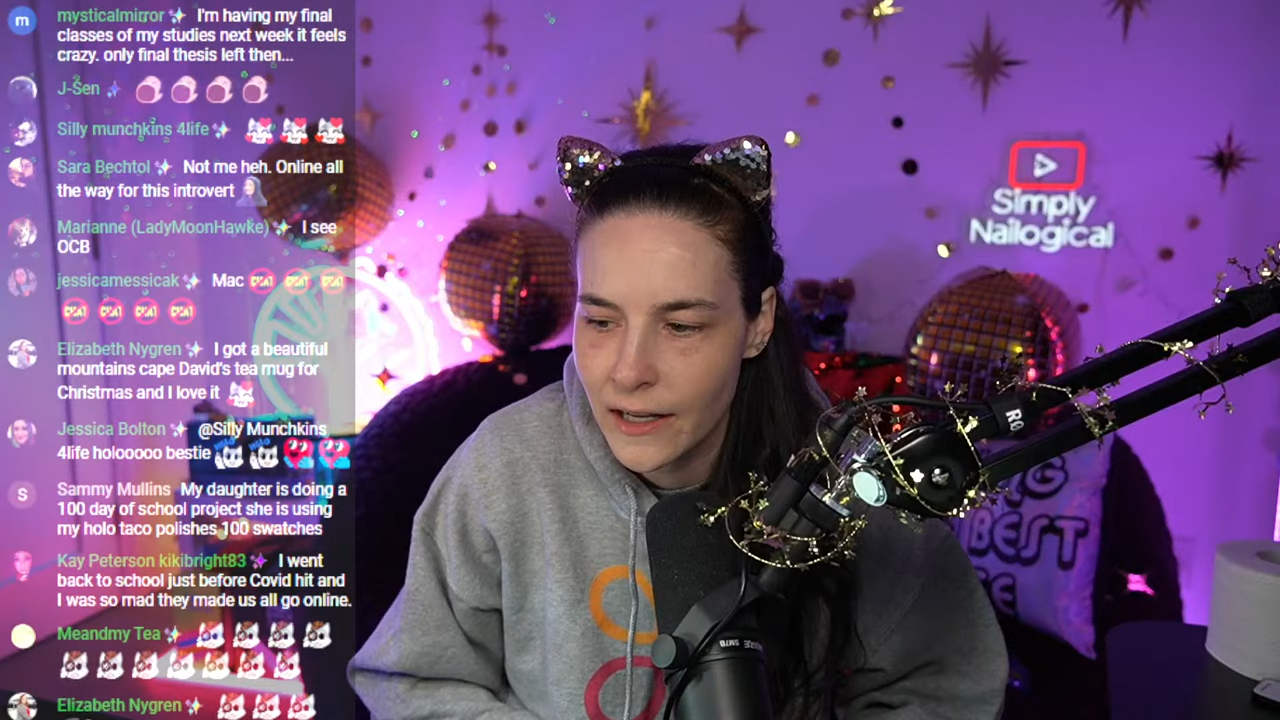 mysticalmirror I'm having my final
classes of my studies next week it feels
crazy. only final thesis left then...
J-Sen
Silly munchkins 4life
Sara Bechtol Not me heh. Online all
the way for this introvert
Marianne (LadyMoonHawke) I see
OCB
jessicamessicak Mac
Elizabeth Nygren I got a beautiful
mountains cape David's tea mug for
Christmas and I love it
Jessica Bolton @Silly Munchkins
4life holooooo bestie
Sammy Mullins My daughter is doing a
100 day of school project she is using
my holo taco polishes 100 swatches
Kay Peterson kikibright83 I went
back to school just before Covid hit and
I was so mad they made us all go online.
Meandmy Tea
Elizabeth Nygren
m
S
Simply
Nailogical
BEST
SM7B